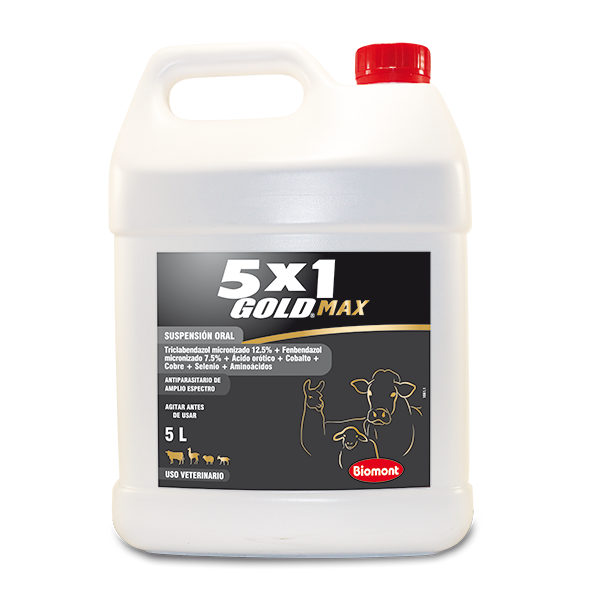 5x1
GOLD®MAX
SUSPENSIÓN ORAL
Triclabendazol micronizado 12.5% + Fenbendazol
micronizado 7.5% + Ácido orótico + Cobalto +
Cobre + Selenio + Aminoácidos
ANTIPARASITARIO DE
AMPLIO ESPECTRO
AGITAR ANTES
DE USAR
5 L
USO VETERINARIO
Biomont